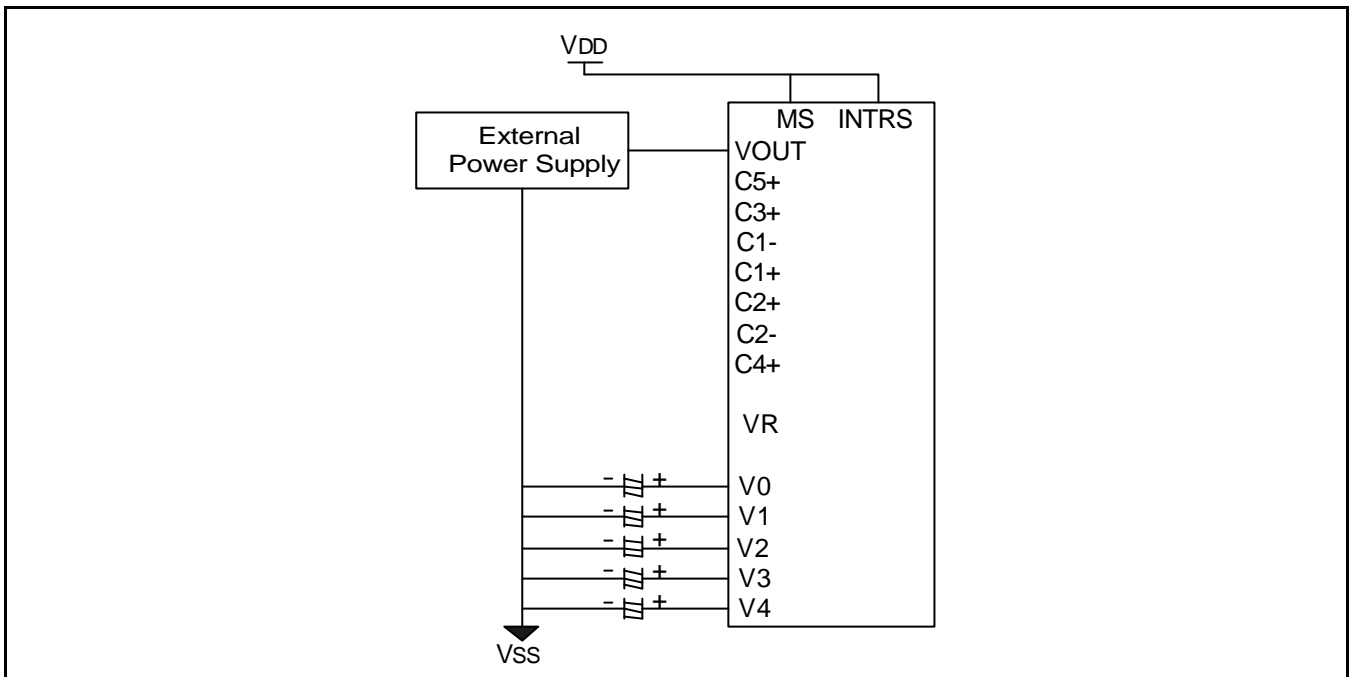 VDD
MS INTRS
External
Power Supply
VOUT
C5+
C3+
C1-
C1+
C2+
C2-
C4+
VR
- + V0
- + V1
- + V2
- + V3
- + V4
VSS